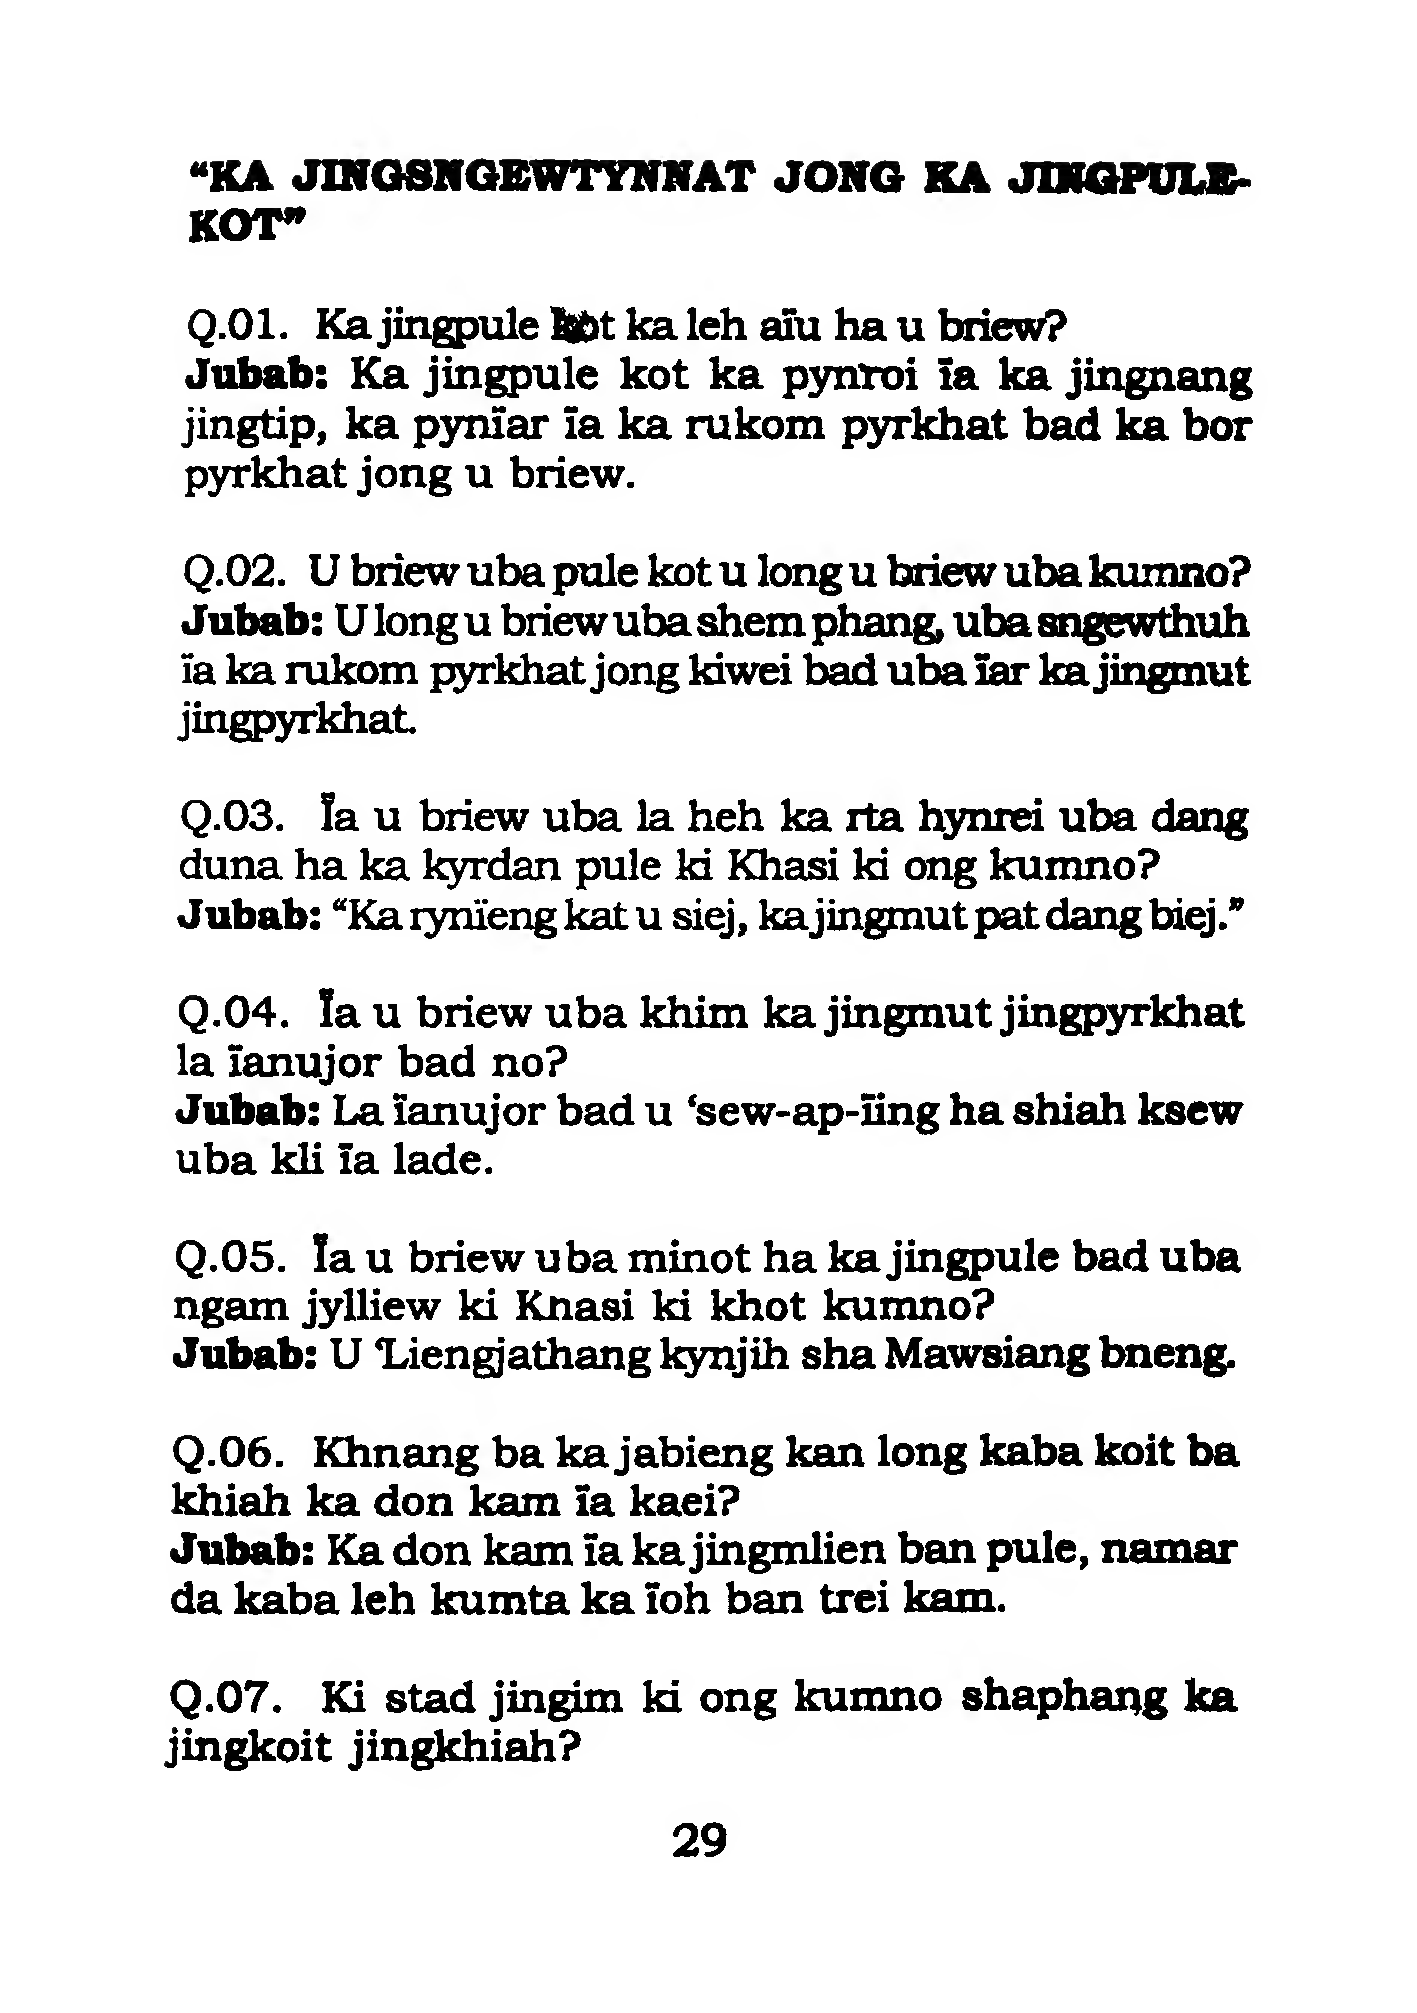 “KA JINGSNGEWTYNNAT JONG KA JINGPULE-
KOT”
Q.01. Ka jingpule kot ka leh aïu ha u briew?
Jubab: Ka jingpule kot ka pynroi ïa ka jingnang
jingtip, ka pynïar ïa ka rukom pyrkhat bad ka bor
pyrkhat jong u briew.
Q.02. U briew uba pule kot u long u briew uba kumno?
Jubab: U long u briew uba shem phang, uba sngewthuh
ïa ka rukom pyrkhat jong kiwei bad uba ïar ka jingmut
jingpyrkhat.
Q.03. Ïa u briew uba la heh ka rta hynrei uba dang
duna ha ka kyrdan pule ki Khasi ki ong kumno?
Jubab: “Ka rynïeng kat u siej, ka jingmut pat dang biej.”
Q.04. Ïa u briew uba khim ka jingmut jingpyrkhat
la ïanujor bad no?
Jubab: La ïanujor bad u ‘sew-ap-ïing ha shiah ksew
uba kli ïa lade.
Q.05. Ïa u briew uba minot ha ka jingpule bad uba
ngam jylliew ki Khasi ki khot kumno?
Jubab: U ‘Liengjathang kynjih sha Mawsiang bneng.
Q.06. Khnang ba ka jabieng kan long kaba koit ba
khiah ka don kam ïa kaei?
Jubab: Ka don kam ïa ka jingmlien ban pule, namar
da kaba leh kumta ka ïoh ban trei kam.
Q.07. Ki stad jingim ki ong kumno shaphang ka
jingkoit jingkhiah?
29